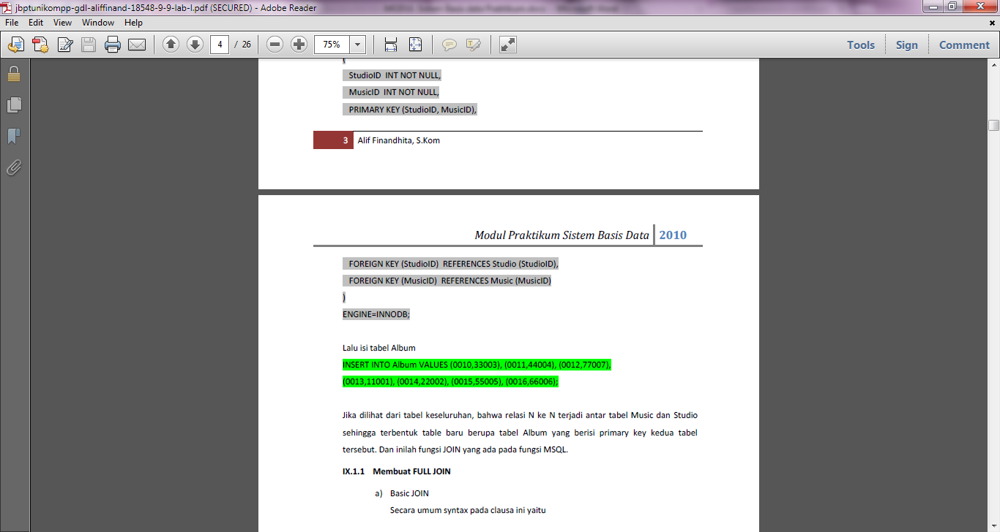 jbptunikompp-gdl-aliffinand-18548-9-9-lab-l.pdf (SECURED) - Adobe Reader
File Edit View Window Help
4 / 26 75% Tools Sign Comment
StudioID INT NOT NULL,
MusicID INT NOT NULL,
PRIMARY KEY (StudioID, MusicID),
3 Alif Finandhita, S.Kom
Modul Praktikum Sistem Basis Data 2010
FOREIGN KEY (StudioID) REFERENCES Studio (StudioID),
FOREIGN KEY (MusicID) REFERENCES Music (MusicID)
)
ENGINE=INNODB;
Lalu isi tabel Album
INSERT INTO Album VALUES (0010,33003), (0011,44004), (0012,77007),
(0013,11001), (0014,22002), (0015,55005), (0016,66006);
Jika dilihat dari tabel keseluruhan, bahwa relasi N ke N terjadi antar tabel Music dan Studio
sehingga terbentuk table baru berupa tabel Album yang berisi primary key kedua tabel
tersebut. Dan inilah fungsi JOIN yang ada pada fungsi MSQL.
IX.1.1 Membuat FULL JOIN
a) Basic JOIN
Secara umum syntax pada clausa ini yaitu